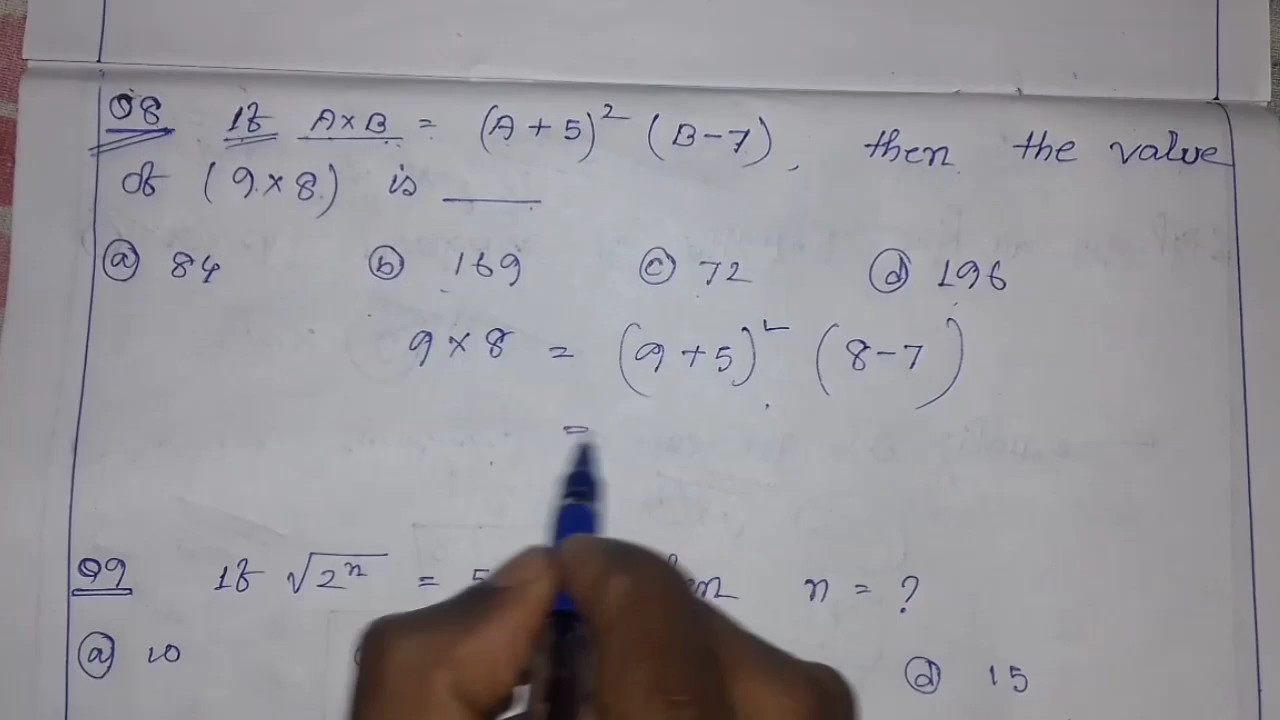 Q8 If A×B = (A+5)² (B-7), then the value
of (9×8) is ____
ⓐ 84 ⓑ 169 ⓒ 72 ⓓ 196
9×8 = (9+5)² (8-7)
=
Q9 If √2ⁿ = n = ?
ⓐ 10 ⓓ 15